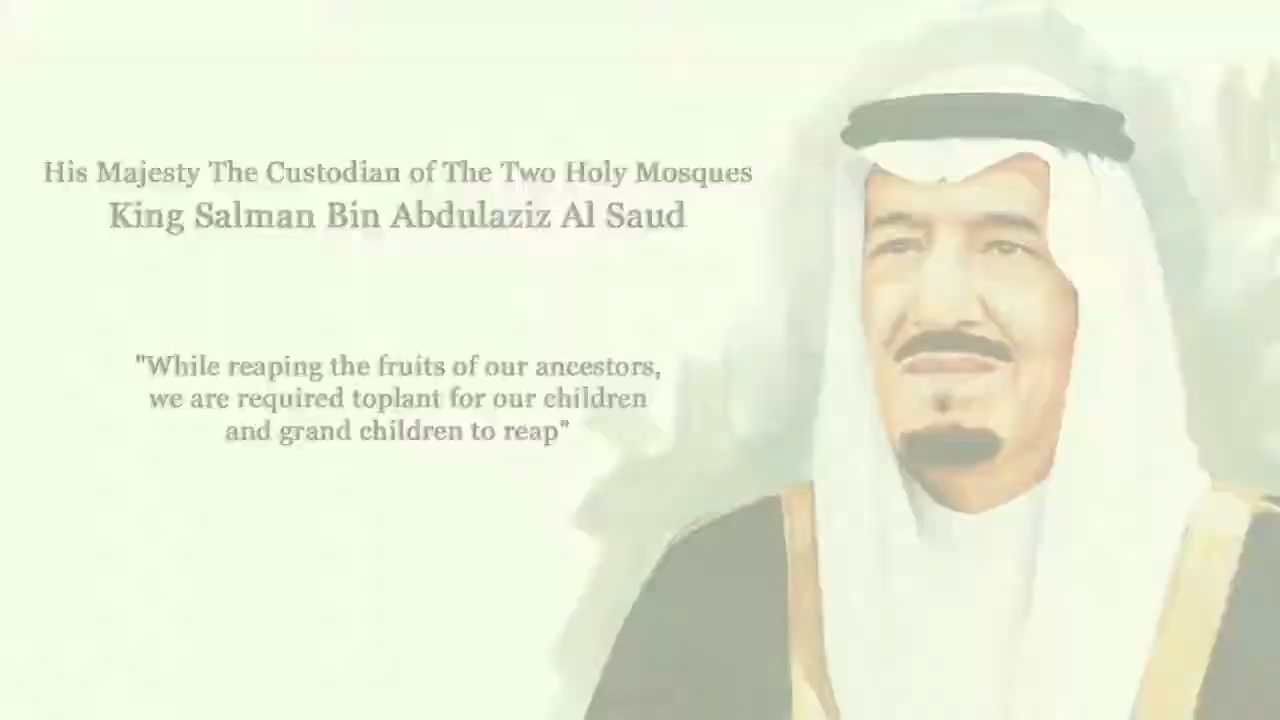 His Majesty The Custodian of The Two Holy Mosques
King Salman Bin Abdulaziz Al Saud
"While reaping the fruits of our ancestors,
we are required toplant for our children
and grand children to reap"